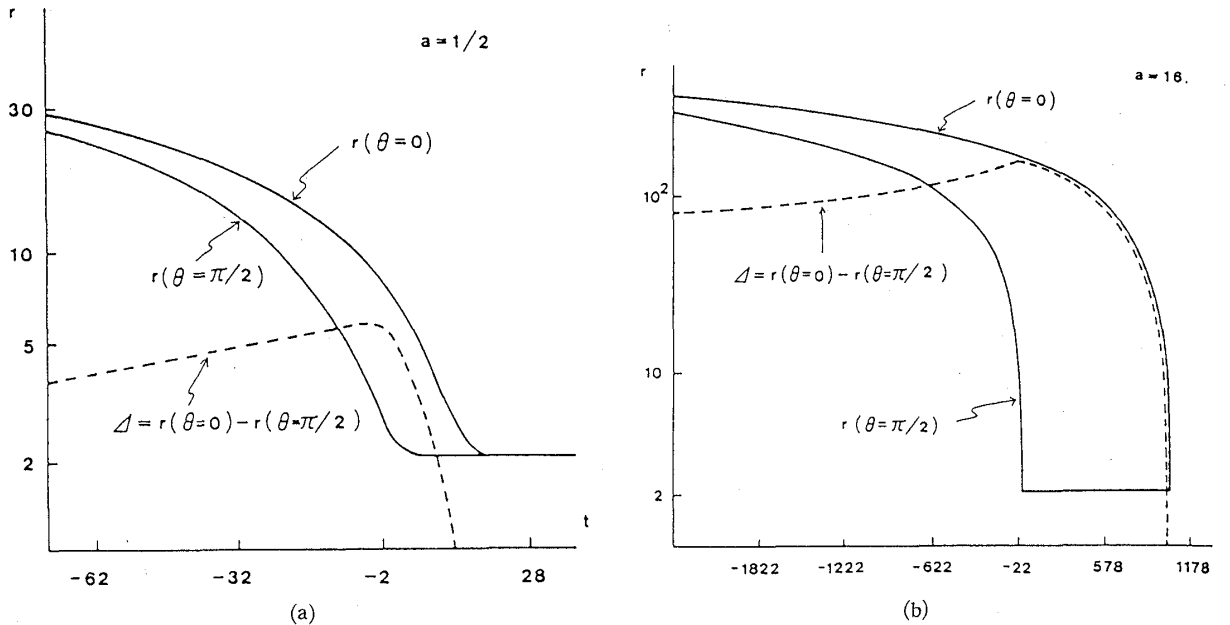 r
a = 1/2
30
r(θ=0)
10
r(θ=π/2)
5
Δ = r(θ=0) − r(θ=π/2)
2
t
−62
−32
−2
28
(a)
r
a = 16.
r(θ=0)
10²
Δ = r(θ=0) − r(θ=π/2)
10
r(θ=π/2)
2
−1822
−1222
−622
−22
578
1178
(b)